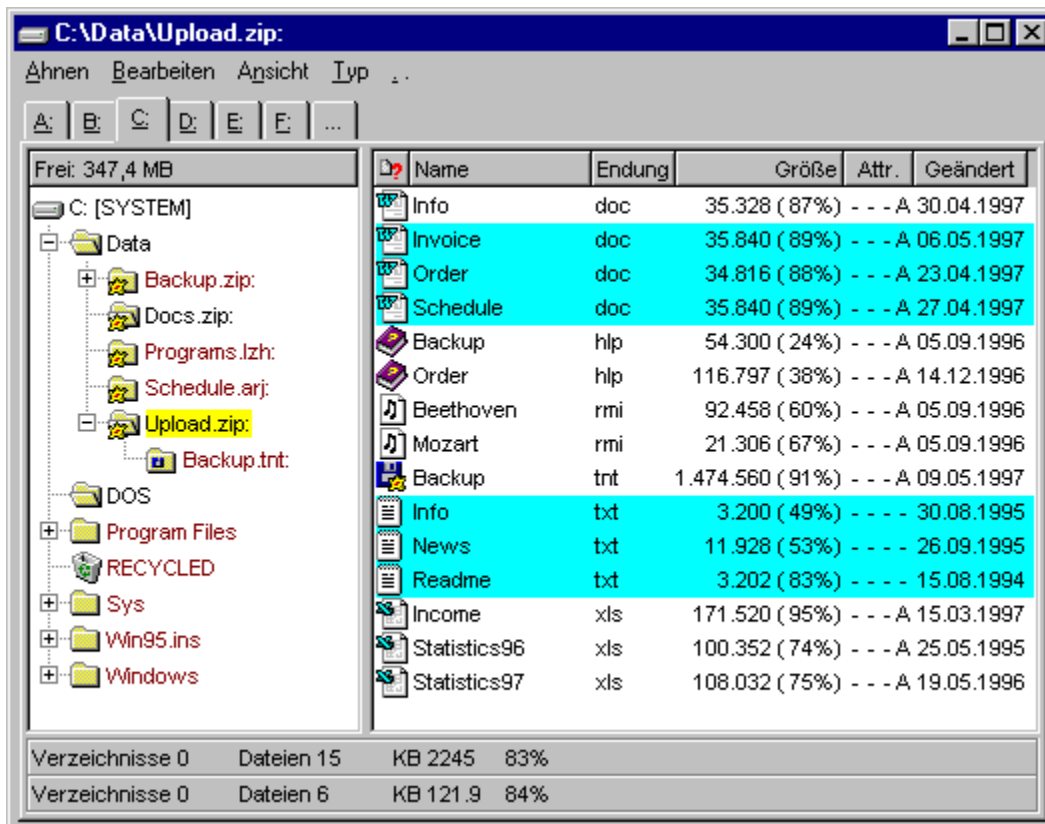 C:\Data\Upload.zip:
Ahnen Bearbeiten Ansicht Typ . .
A: B: C: D: E: F: ...
Frei: 347,4 MB
C: [SYSTEM]
Data
Backup.zip:
Docs.zip:
Programs.lzh:
Schedule.arj:
Upload.zip:
Backup.tnt:
DOS
Program Files
RECYCLED
Sys
Win95.ins
Windows
Name Endung Größe Attr. Geändert
Info doc 35.328 (87%) - - - A 30.04.1997
Invoice doc 35.840 (89%) - - - A 06.05.1997
Order doc 34.816 (88%) - - - A 23.04.1997
Schedule doc 35.840 (89%) - - - A 27.04.1997
Backup hlp 54.300 (24%) - - - A 05.09.1996
Order hlp 116.797 (38%) - - - A 14.12.1996
Beethoven rmi 92.458 (60%) - - - A 05.09.1996
Mozart rmi 21.306 (67%) - - - A 05.09.1996
Backup tnt 1.474.560 (91%) - - - A 09.05.1997
Info txt 3.200 (49%) - - - - 30.08.1995
News txt 11.928 (53%) - - - - 26.09.1995
Readme txt 3.202 (83%) - - - - 15.08.1994
Income xls 171.520 (95%) - - - A 15.03.1997
Statistics96 xls 100.352 (74%) - - - A 25.05.1995
Statistics97 xls 108.032 (75%) - - - A 19.05.1996
Verzeichnisse 0 Dateien 15 KB 2245 83%
Verzeichnisse 0 Dateien 6 KB 121.9 84%